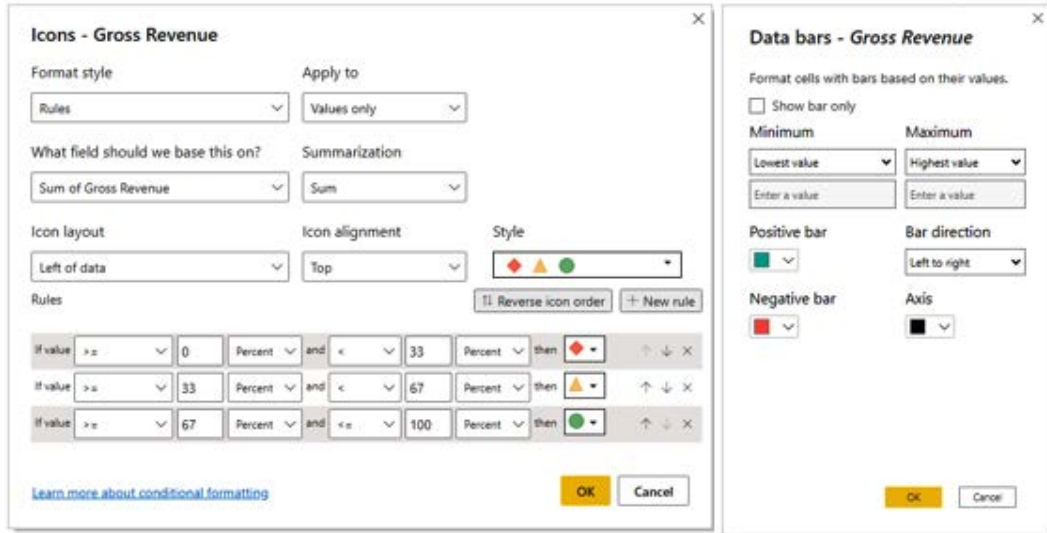 Icons - Gross Revenue
Format style Apply to
Rules Values only
What field should we base this on? Summarization
Sum of Gross Revenue Sum
Icon layout Icon alignment Style
Left of data Top
Rules Reverse icon order + New rule
If value >= 0 Percent and < 33 Percent then
If value >= 33 Percent and < 67 Percent then
If value >= 67 Percent and <= 100 Percent then
Learn more about conditional formatting OK Cancel
Data bars - Gross Revenue
Format cells with bars based on their values.
Show bar only
Minimum Maximum
Lowest value Highest value
Enter a value Enter a value
Positive bar Bar direction
Left to right
Negative bar Axis
OK Cancel